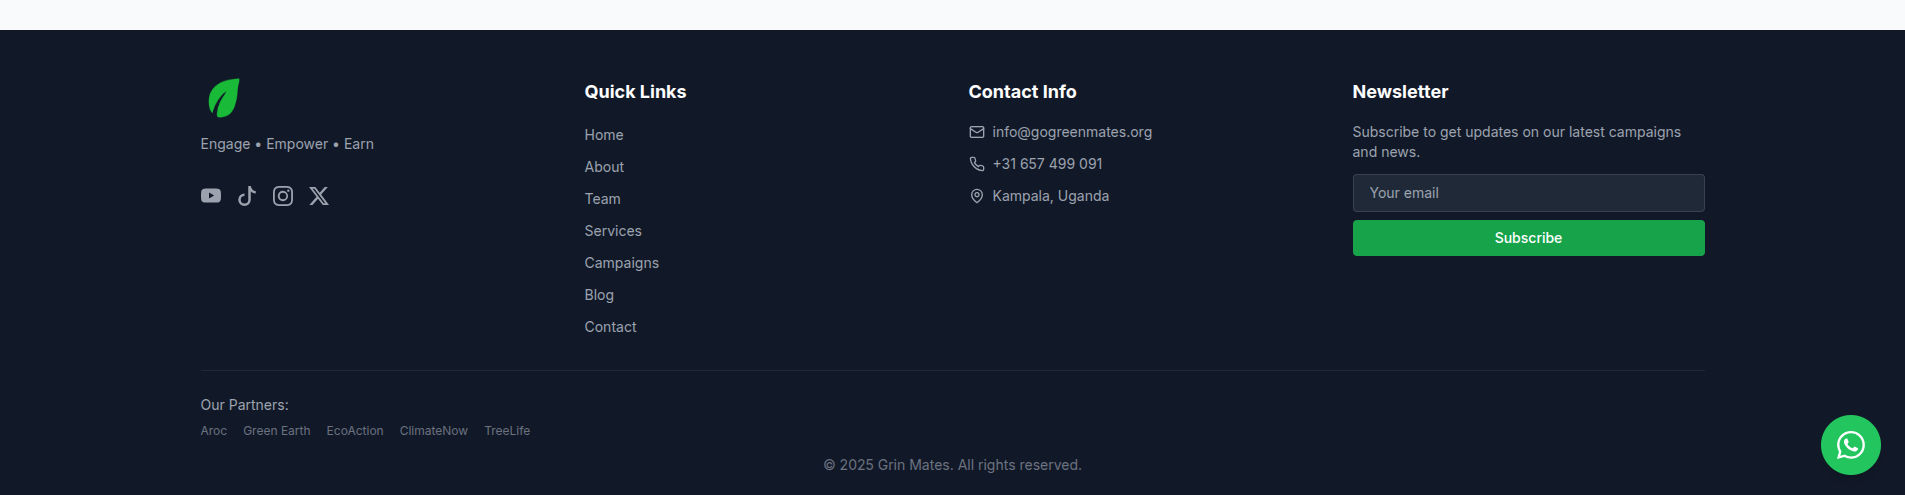 Engage • Empower • Earn
Quick Links
Home
About
Team
Services
Campaigns
Blog
Contact
Contact Info
info@gogreenmates.org
+31 657 499 091
Kampala, Uganda
Newsletter
Subscribe to get updates on our latest campaigns
and news.
Your email
Subscribe
Our Partners:
Aroc Green Earth EcoAction ClimateNow TreeLife
© 2025 Grin Mates. All rights reserved.